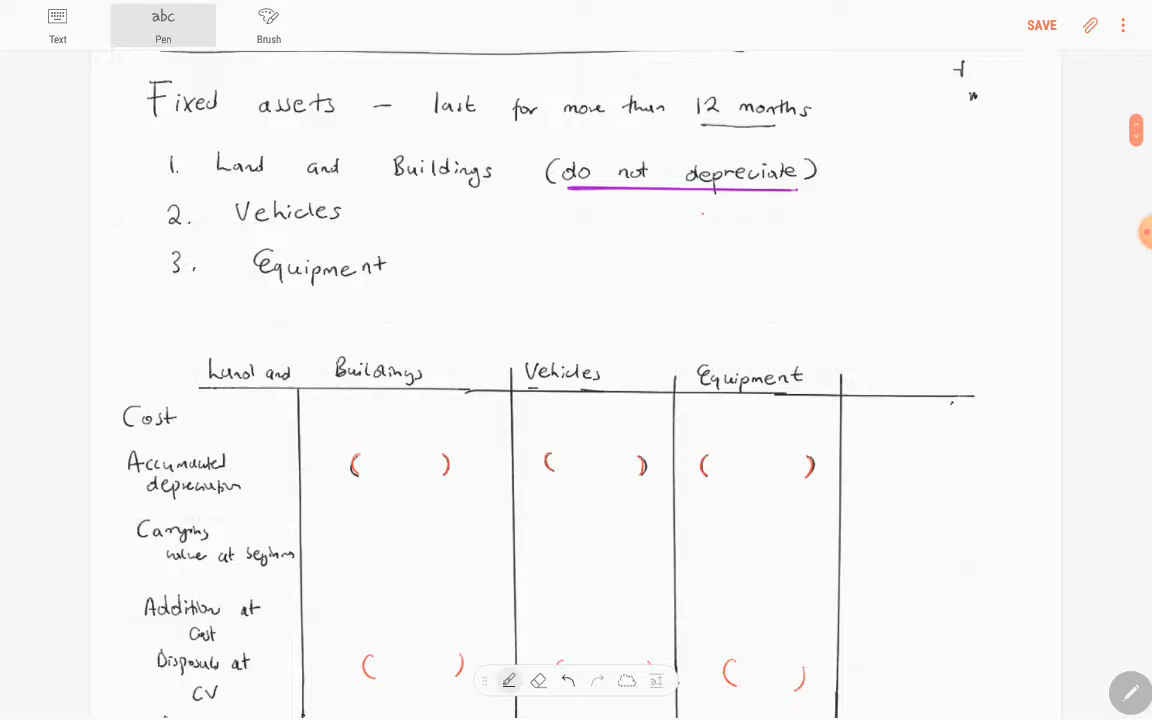 Text
abc
Pen
Brush
SAVE
Fixed assets – last for more than 12 months
1. Land and Buildings (do not depreciate)
2. Vehicles
3. Equipment
Land and Buildings Vehicles Equipment
Cost
Accumulated ( ) ( ) ( )
depreciation
Carrying
value at
Addition at
Cost
Disposals at ( ) ( )
CV